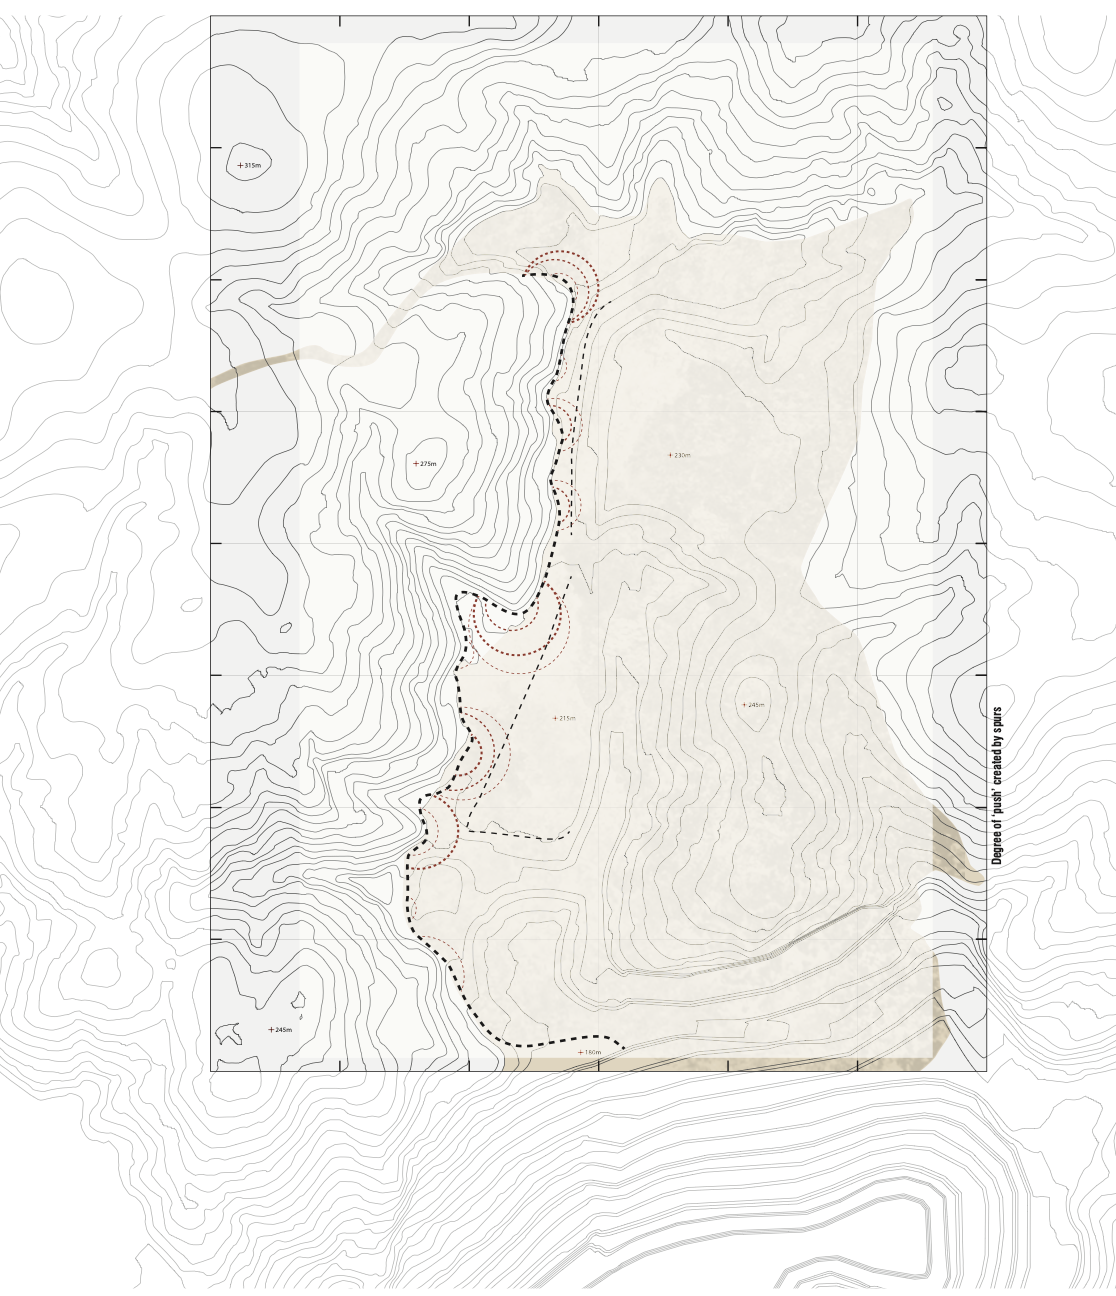 315m
275m
230m
245m
215m
Degree of 'push' created by spurs
245m
180m